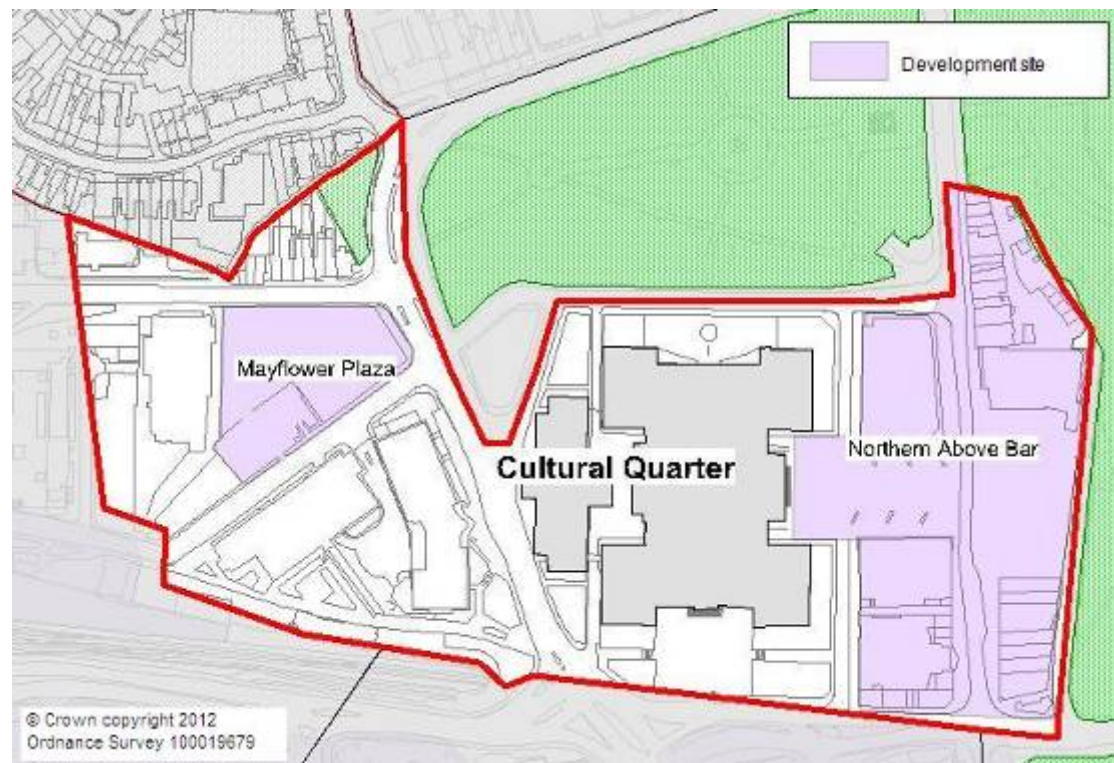 Development site
Mayflower Plaza
Northern Above Bar
Cultural Quarter
© Crown copyright 2012
Ordnance Survey 100019679